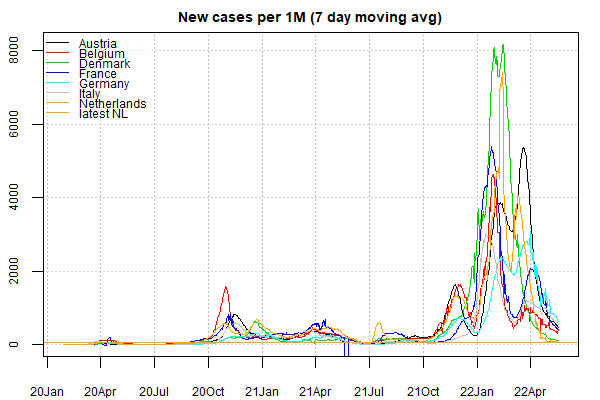 New cases per 1M (7 day moving avg)
8000
6000
4000
2000
0
Austria
Belgium
Denmark
France
Germany
Italy
Netherlands
latest NL
20Jan 20Apr 20Jul 20Oct 21Jan 21Apr 21Jul 21Oct 22Jan 22Apr